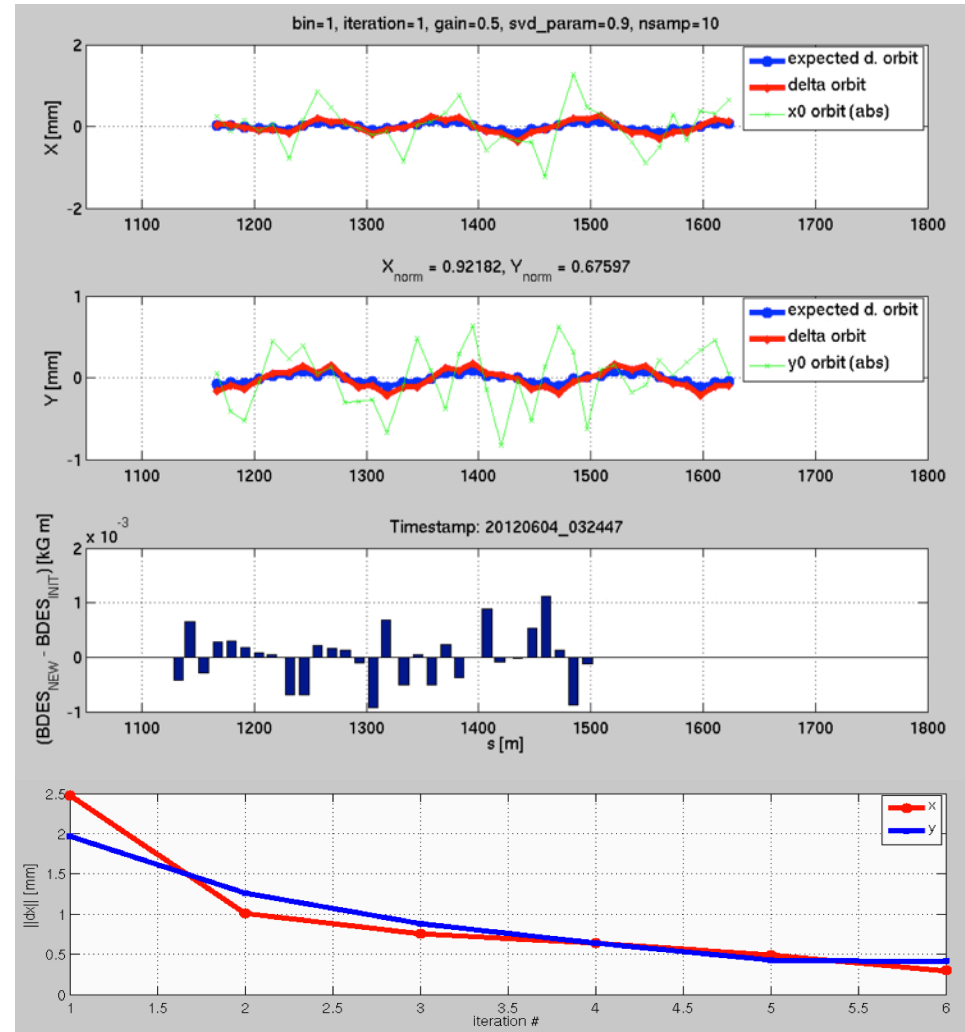 bin=1, iteration=1, gain=0.5, svd_param=0.9, nsamp=10
2
0
-2
X [mm]
expected d. orbit
delta orbit
x0 orbit (abs)
1100 1200 1300 1400 1500 1600 1700 1800
X_norm = 0.92182, Y_norm = 0.67597
1
0
-1
Y [mm]
expected d. orbit
delta orbit
y0 orbit (abs)
1100 1200 1300 1400 1500 1600 1700 1800
x 10^-3
Timestamp: 20120604_032447
2
1
0
-1
(BDES_NEW - BDES_INIT) [kG m]
1100 1200 1300 1400 1500 1600 1700 1800
s [m]
2.5
2
1.5
1
0.5
0
||dx|| [mm]
x
y
1 1.5 2 2.5 3 3.5 4 4.5 5 5.5 6
iteration #